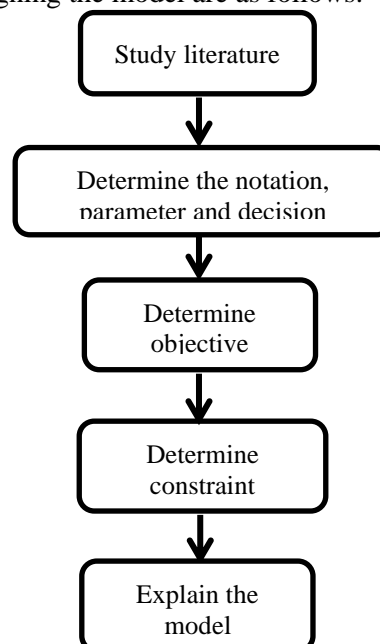 gning the model are as follows.
Study literature
Determine the notation,
parameter and decision
Determine
objective
Determine
constraint
Explain the
model